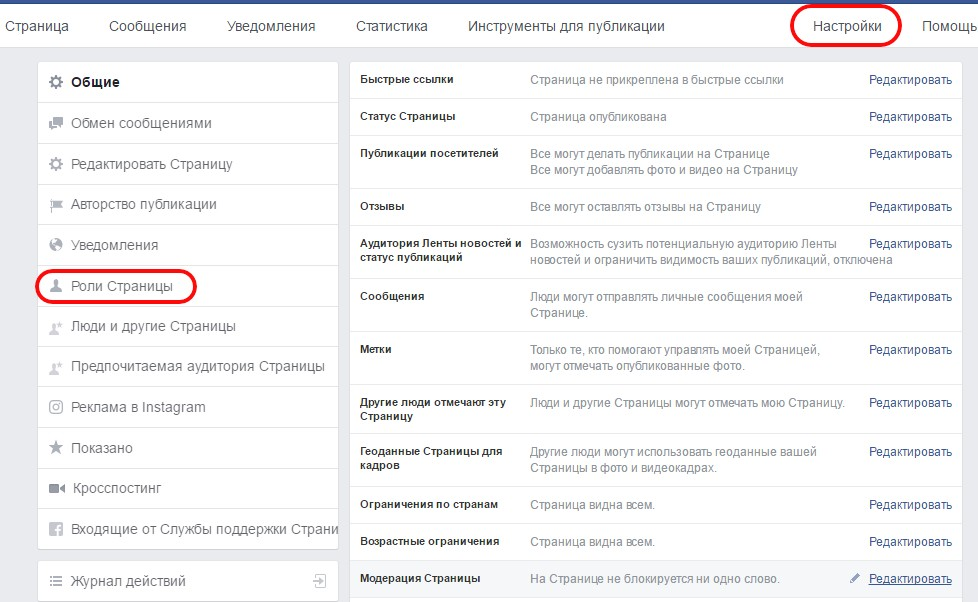 Страница Сообщения Уведомления Статистика Инструменты для публикации Настройки Помощь
Общие
Обмен сообщениями
Редактировать Страницу
Авторство публикации
Уведомления
Роли Страницы
Люди и другие Страницы
Предпочитаемая аудитория Страницы
Реклама в Instagram
Показано
Кросспостинг
Входящие от Службы поддержки Страни
Журнал действий
Быстрые ссылки Страница не прикреплена в быстрые ссылки Редактировать
Статус Страницы Страница опубликована Редактировать
Публикации посетителей Все могут делать публикации на Странице Редактировать
Все могут добавлять фото и видео на Страницу
Отзывы Все могут оставлять отзывы на Страницу Редактировать
Аудитория Ленты новостей и Возможность сузить потенциальную аудиторию Ленты Редактировать
статус публикаций новостей и ограничить видимость ваших публикаций, отключена
Сообщения Люди могут отправлять личные сообщения моей Редактировать
Странице.
Метки Только те, кто помогают управлять моей Страницей, Редактировать
могут отмечать опубликованные фото.
Другие люди отмечают эту Люди и другие Страницы могут отмечать мою Страницу. Редактировать
Страницу
Геоданные Страницы для Другие люди могут использовать геоданные вашей Редактировать
кадров Страницы в фото и видеокадрах.
Ограничения по странам Страница видна всем. Редактировать
Возрастные ограничения Страница видна всем. Редактировать
Модерация Страницы На Странице не блокируется ни одно слово. Редактировать